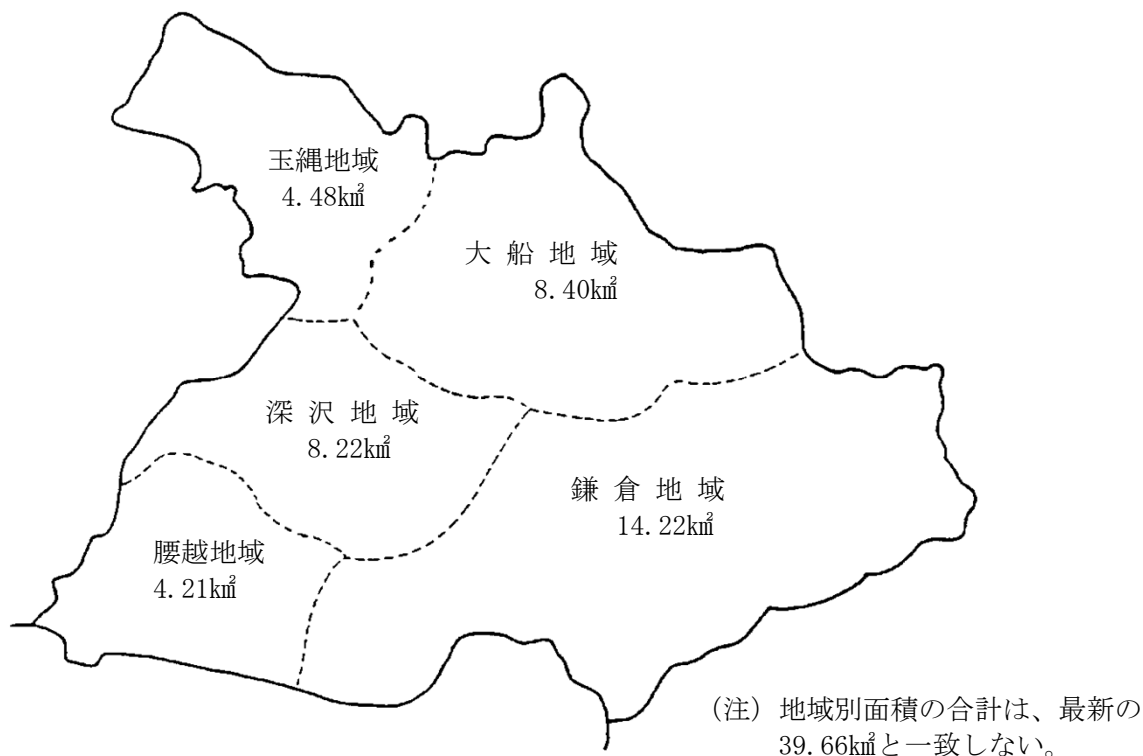 玉縄地域
4.48㎢
大 船 地 域
8.40㎢
深 沢 地 域
8.22㎢
鎌 倉 地 域
14.22㎢
腰越地域
4.21㎢
(注) 地域別面積の合計は、最新の
39.66㎢と一致しない。